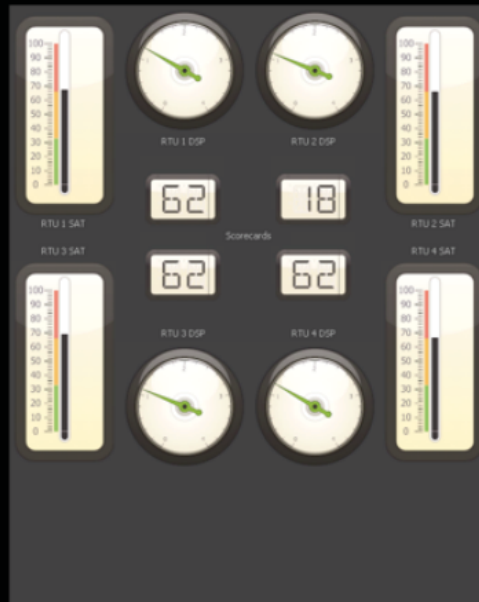 100 90 80 70 60 50 40 30 20 10 0
100 90 80 70 60 50 40 30 20 10 0
RTU 1 DSP
RTU 2 DSP
62
18
RTU 1 SAT
RTU 2 SAT
Scorecards
RTU 3 SAT
RTU 4 SAT
62
62
100 90 80 70 60 50 40 30 20 10 0
100 90 80 70 60 50 40 30 20 10 0
RTU 3 DSP
RTU 4 DSP